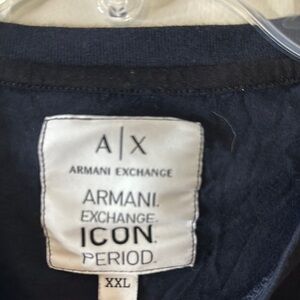 A|X
ARMANI EXCHANGE
ARMANI.
EXCHANGE.
ICON.
PERIOD.
XXL